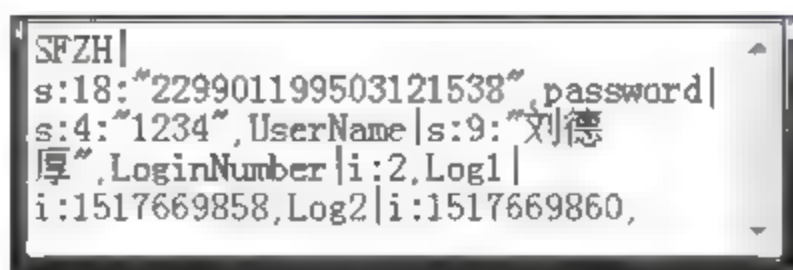 SFZH|
s:18:"229901199503121538",password|
s:4:"1234",UserName|s:9:"刘德
厚",LoginNumber|i:2,Log1|
i:1517669858,Log2|i:1517669860,